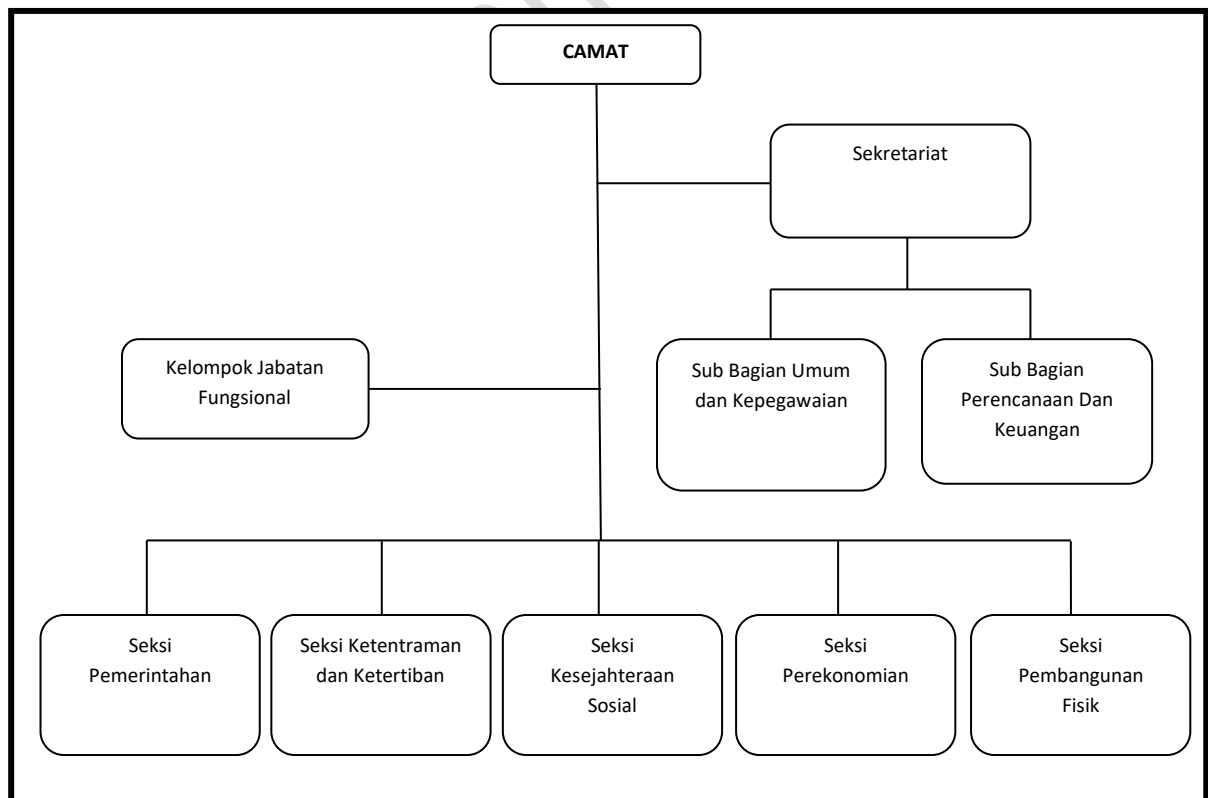 CAMAT
Sekretariat
Kelompok Jabatan
Fungsional
Sub Bagian Umum
dan Kepegawaian
Sub Bagian
Perencanaan Dan
Keuangan
Seksi
Pemerintahan
Seksi Ketentraman
dan Ketertiban
Seksi
Kesejahteraan
Sosial
Seksi
Perekonomian
Seksi
Pembangunan
Fisik